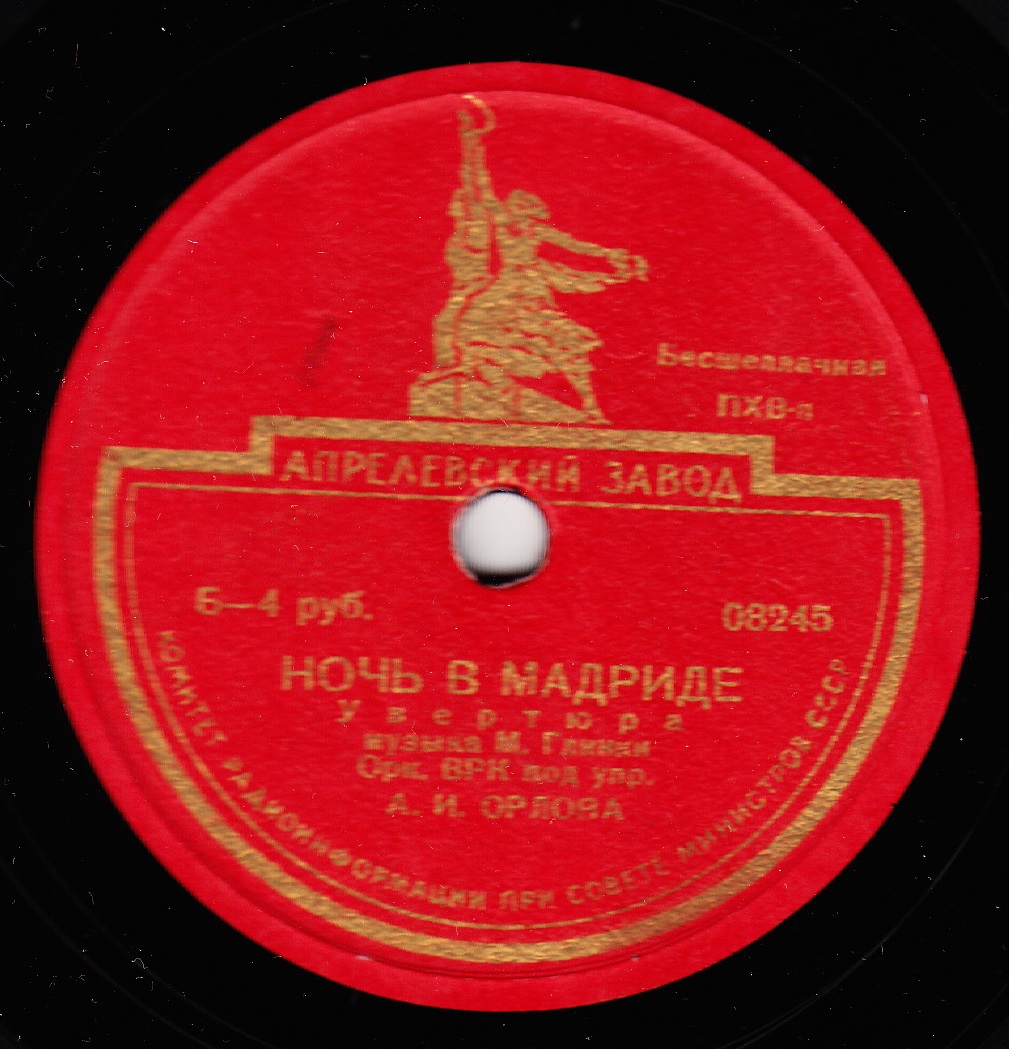 Бесшеллачная
ПХВ-п
АПРЕЛЕВСКИЙ ЗАВОД
Б—4 руб.
08245
НОЧЬ В МАДРИДЕ
Увертюра
музыка М. Глинки
Орк. ВРК под упр.
А. И. ОРЛОВА
КОМИТЕТ РАДИОИНФОРМАЦИИ ПРИ СОВЕТЕ МИНИСТРОВ СССР